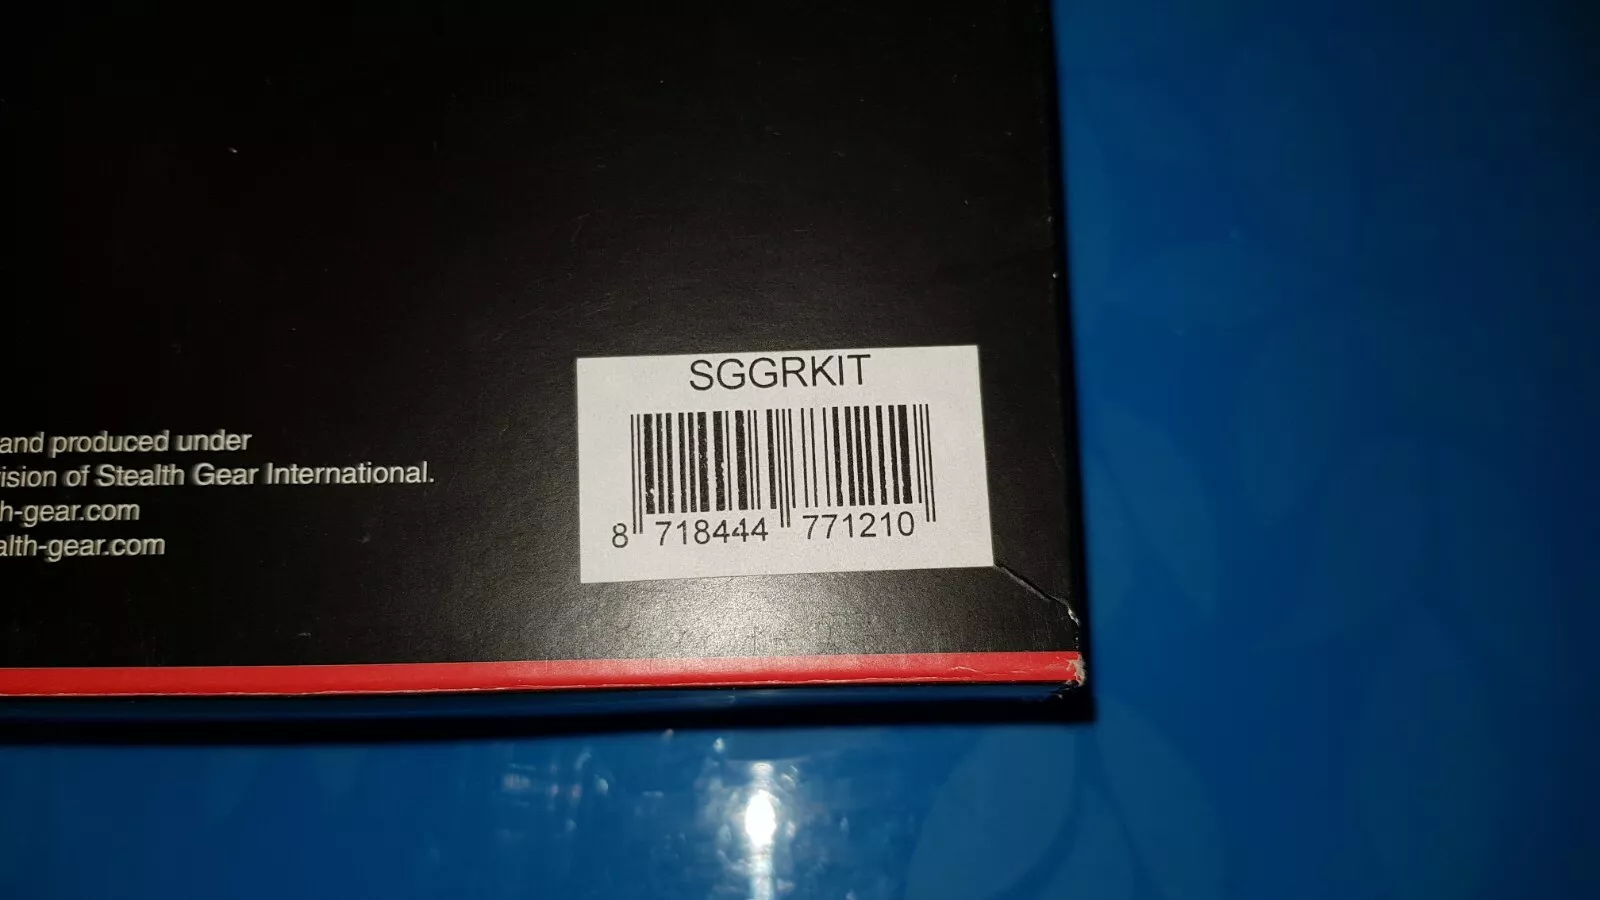 and produced under
ision of Stealth Gear International.
h-gear.com
alth-gear.com
SGGRKIT
8 718444 771210